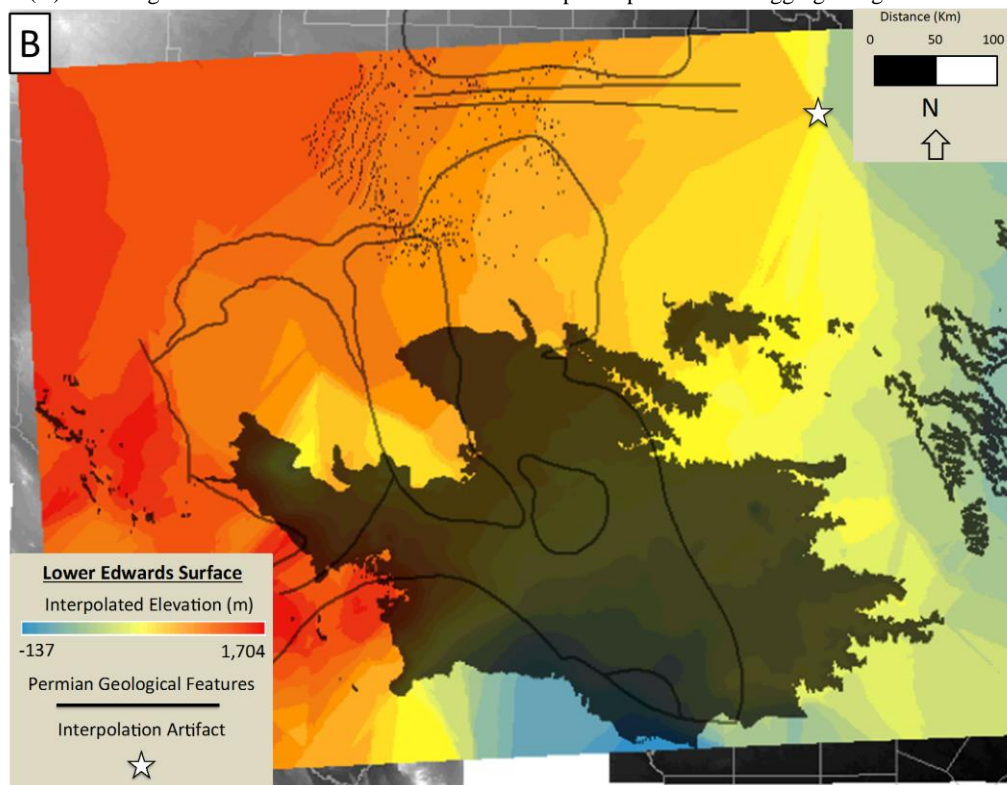 B
Distance (Km)
0 50 100
N
Lower Edwards Surface
Interpolated Elevation (m)
-137 1,704
Permian Geological Features
Interpolation Artifact